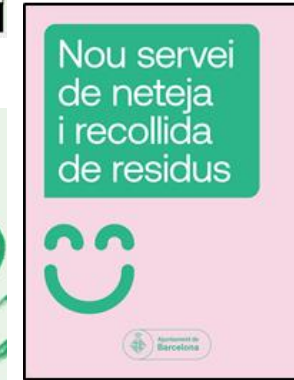 Nou servei
de neteja
i recollida
de residus
Ajuntament de
Barcelona